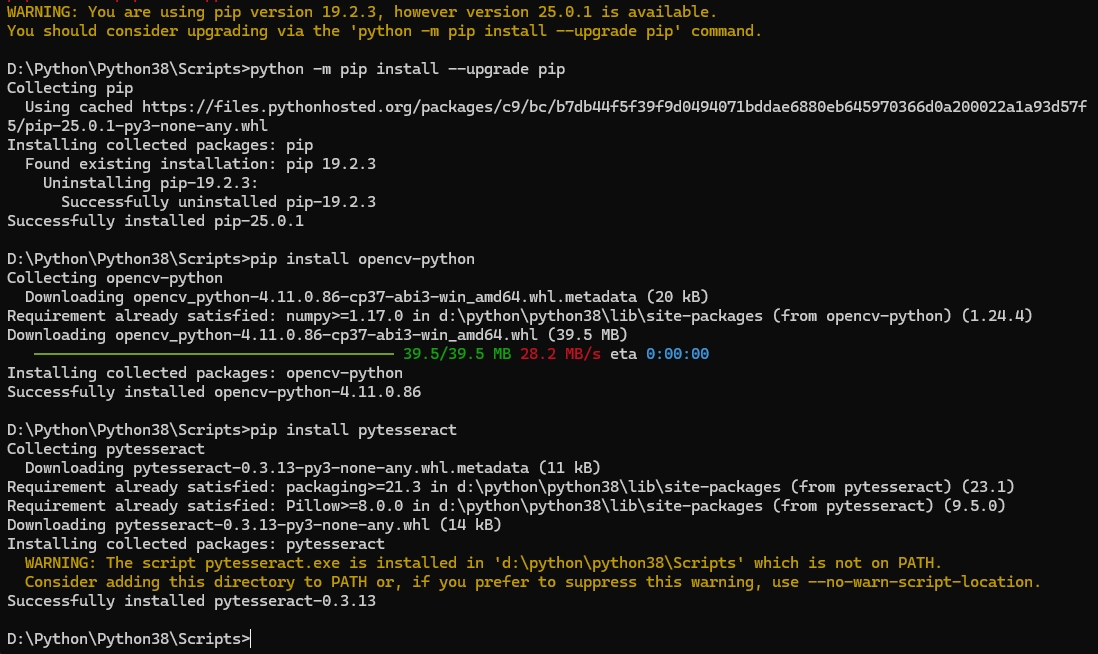 WARNING: You are using pip version 19.2.3, however version 25.0.1 is available.
You should consider upgrading via the 'python -m pip install --upgrade pip' command.
D:\Python\Python38\Scripts>python -m pip install --upgrade pip
Collecting pip
Using cached https://files.pythonhosted.org/packages/c9/bc/b7db44f5f39f9d0494071bddae6880eb645970366d0a200022a1a93d57f
5/pip-25.0.1-py3-none-any.whl
Installing collected packages: pip
Found existing installation: pip 19.2.3
Uninstalling pip-19.2.3:
Successfully uninstalled pip-19.2.3
Successfully installed pip-25.0.1
D:\Python\Python38\Scripts>pip install opencv-python
Collecting opencv-python
Downloading opencv_python-4.11.0.86-cp37-abi3-win_amd64.whl.metadata (20 kB)
Requirement already satisfied: numpy>=1.17.0 in d:\python\python38\lib\site-packages (from opencv-python) (1.24.4)
Downloading opencv_python-4.11.0.86-cp37-abi3-win_amd64.whl (39.5 MB)
39.5/39.5 MB 28.2 MB/s eta 0:00:00
Installing collected packages: opencv-python
Successfully installed opencv-python-4.11.0.86
D:\Python\Python38\Scripts>pip install pytesseract
Collecting pytesseract
Downloading pytesseract-0.3.13-py3-none-any.whl.metadata (11 kB)
Requirement already satisfied: packaging>=21.3 in d:\python\python38\lib\site-packages (from pytesseract) (23.1)
Requirement already satisfied: Pillow>=8.0.0 in d:\python\python38\lib\site-packages (from pytesseract) (9.5.0)
Downloading pytesseract-0.3.13-py3-none-any.whl (14 kB)
Installing collected packages: pytesseract
WARNING: The script pytesseract.exe is installed in 'd:\python\python38\Scripts' which is not on PATH.
Consider adding this directory to PATH or, if you prefer to suppress this warning, use --no-warn-script-location.
Successfully installed pytesseract-0.3.13
D:\Python\Python38\Scripts>